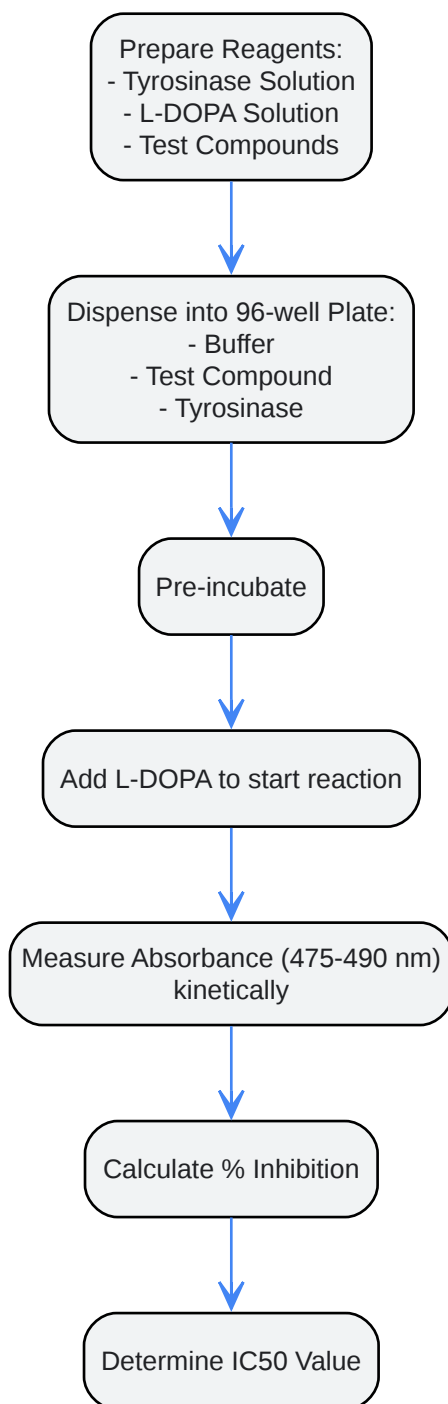 Prepare Reagents:
- Tyrosinase Solution
- L-DOPA Solution
- Test Compounds
Dispense into 96-well Plate:
- Buffer
- Test Compound
- Tyrosinase
Pre-incubate
Add L-DOPA to start reaction
Measure Absorbance (475-490 nm)
kinetically
Calculate % Inhibition
Determine IC50 Value